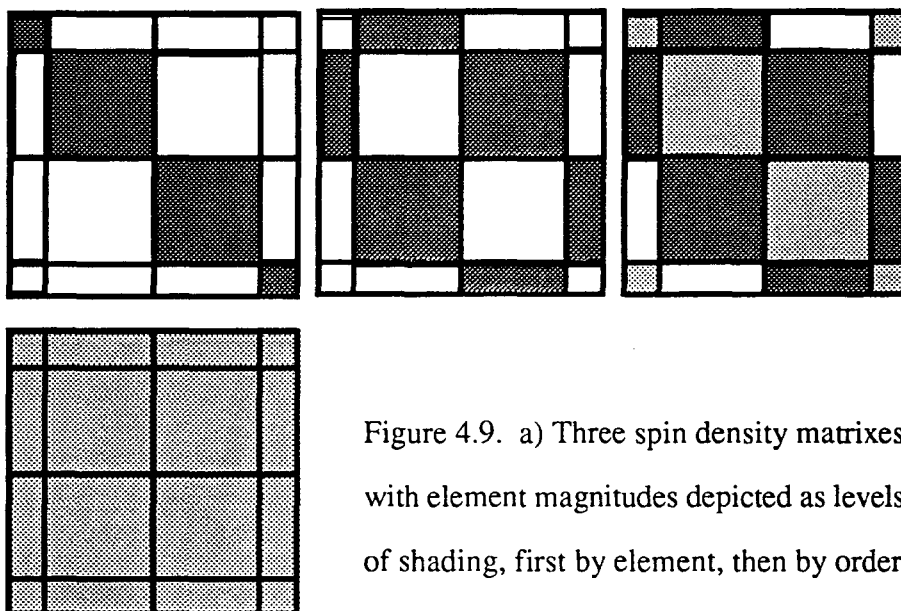 Figure 4.9. a) Three spin density matrixes
with element magnitudes depicted as levels
of shading, first by element, then by order